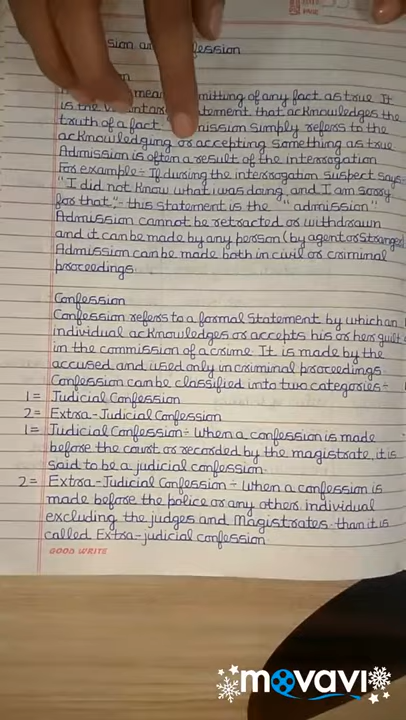 sion an fession
n
mean mitting of any fact as true It
is the v untar atement that acknowledges the
truth of a fact mission simply refers to the
acknowledging or accepting something as true
Admission is often a result of the interrogation
For example ÷ If during the interrogation suspect says-
"I did not know what i was doing, and I am sorry
for that",- this statement is the "admission"
Admission cannot be retracted or withdrawn
and it can be made by any person (by agent or Stranger)
Admission can be made both in civil or criminal
proceedings
Confession
Confession refers to a formal Statement by which an
individual acknowledges or accepts his or her guilt
in the commission of a crime It is made by the
accused and used only in criminal proceedings
Confession can be classified into two categories ÷
1 = Judicial Confession
2 = Extra-Judicial Confession
1 = Judicial Confession ÷ When a confession is made
before the court or recorded by the magistrate, it is
said to be a judicial confession
2 = Extra-Judicial Confession ÷ When a confession is
made before the police or any others individual
excluding the judges and Magistrates than it is
called Extra-judicial confession
GOOD WRITE
movavi